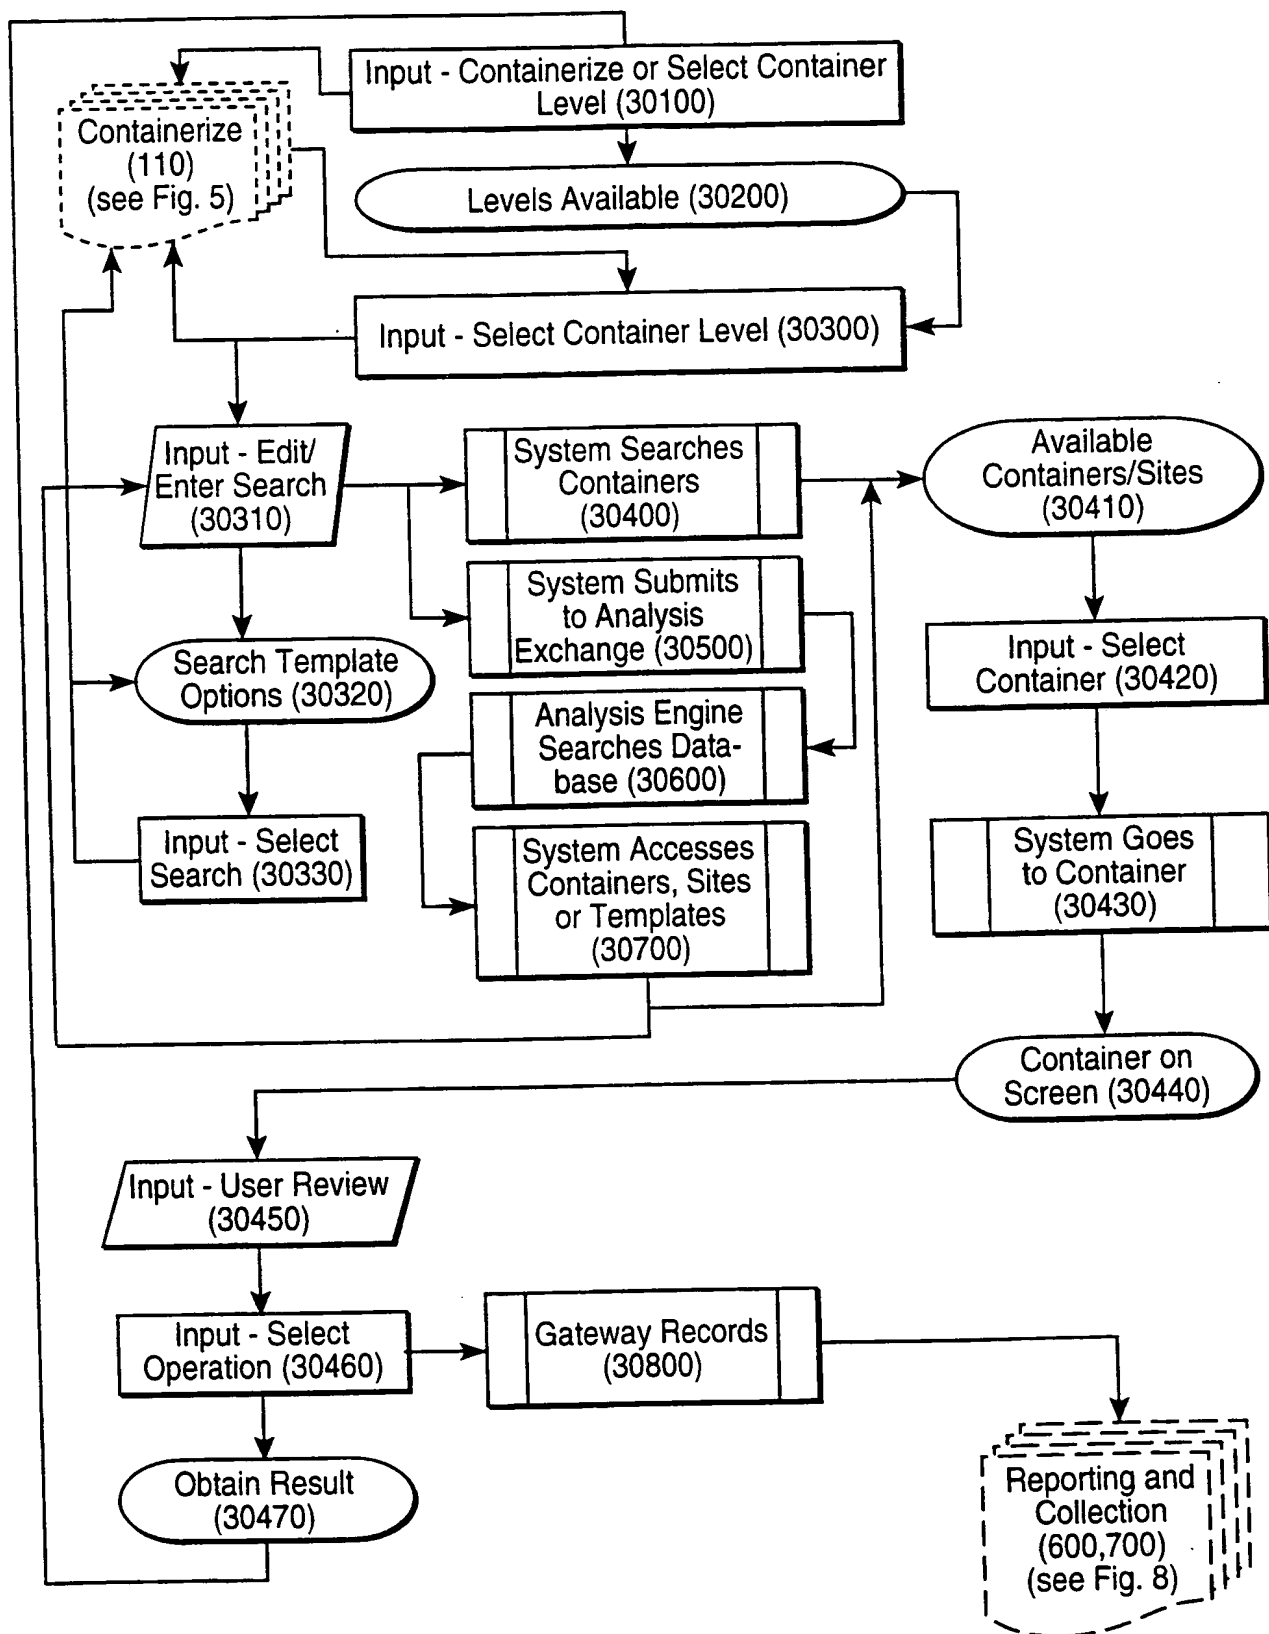 Input - Containerize or Select Container
Level (30100)
Containerize
(110)
(see Fig. 5)
Levels Available (30200)
Input - Select Container Level (30300)
Input - Edit/
Enter Search
(30310)
System Searches
Containers
(30400)
Available
Containers/Sites
(30410)
System Submits
to Analysis
Exchange (30500)
Search Template
Options (30320)
Input - Select
Container (30420)
Analysis Engine
Searches Data-
base (30600)
Input - Select
Search (30330)
System Accesses
Containers, Sites
or Templates
(30700)
System Goes
to Container
(30430)
Container on
Screen (30440)
Input - User Review
(30450)
Input - Select
Operation (30460)
Gateway Records
(30800)
Obtain Result
(30470)
Reporting and
Collection
(600,700)
(see Fig. 8)